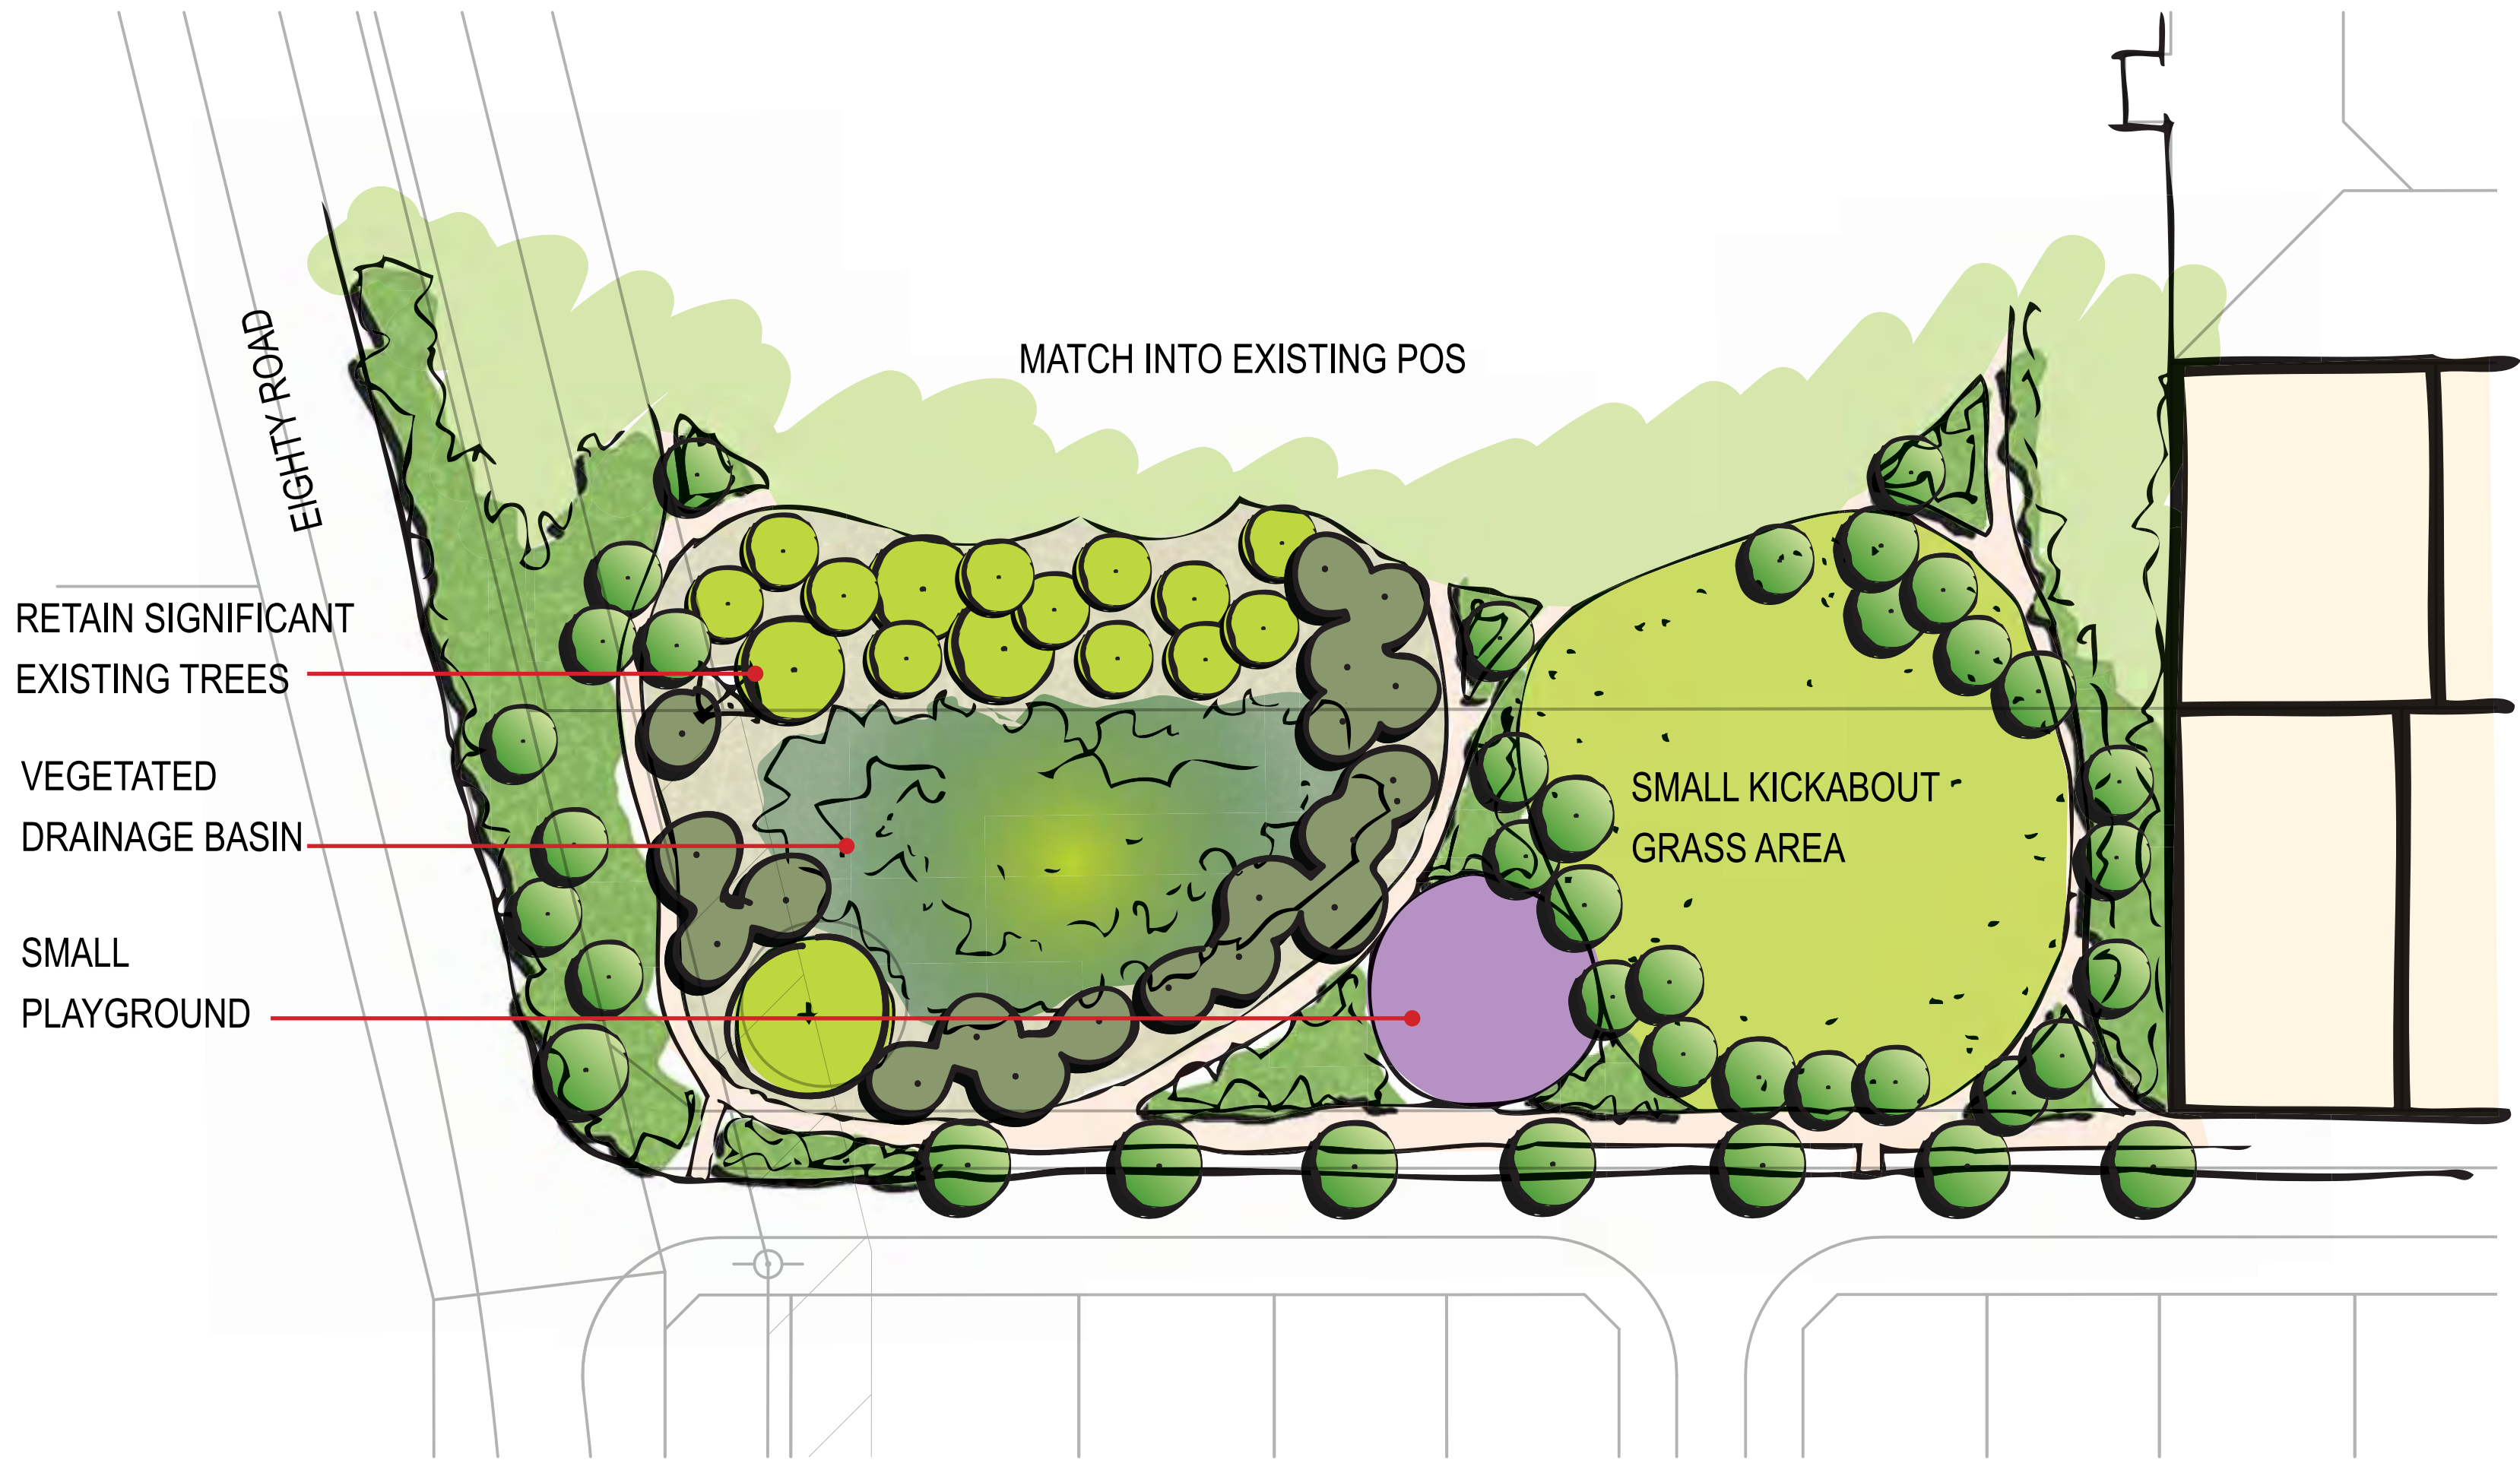 MATCH INTO EXISTING POS
EIGHTY ROAD
RETAIN SIGNIFICANT
EXISTING TREES
VEGETATED
DRAINAGE BASIN
SMALL
PLAYGROUND
SMALL KICKABOUT
GRASS AREA